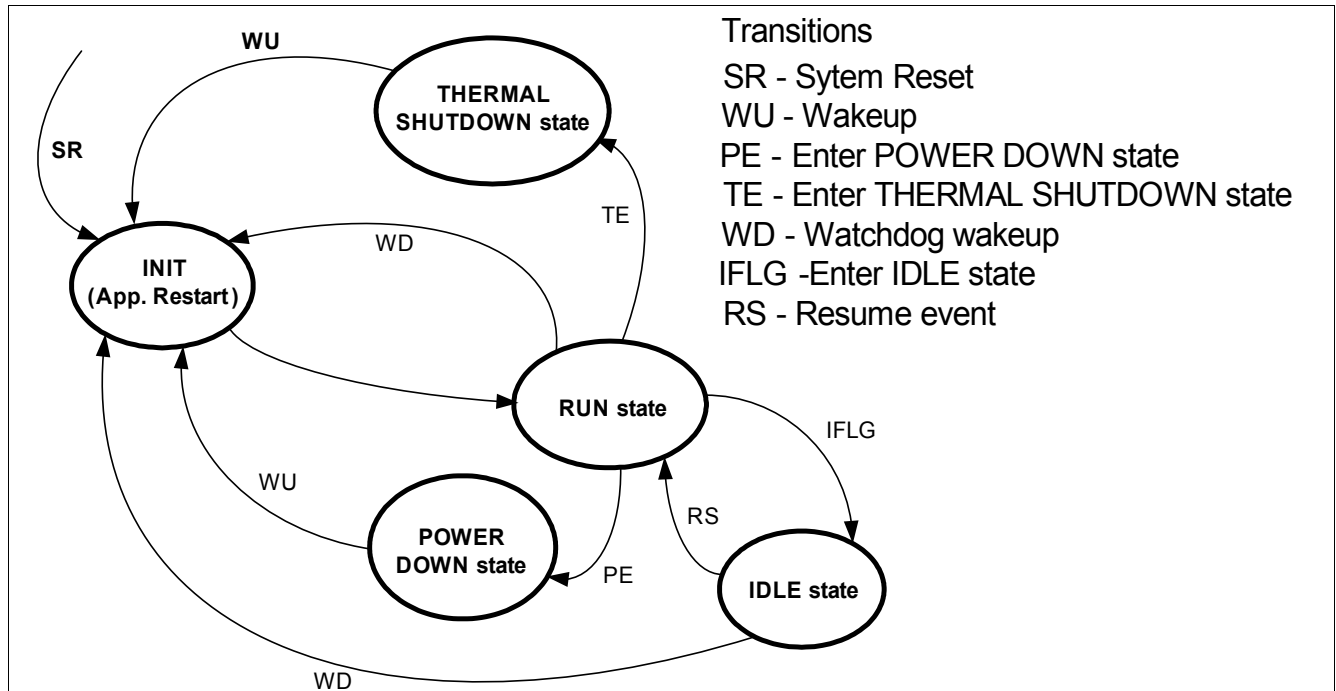 WU
THERMAL
SHUTDOWN state
SR
TE
WD
INIT
(App. Restart)
RUN state
IFLG
WU
RS
POWER
DOWN state
PE
IDLE state
WD
Transitions
SR - Sytem Reset
WU - Wakeup
PE - Enter POWER DOWN state
TE - Enter THERMAL SHUTDOWN state
WD - Watchdog wakeup
IFLG -Enter IDLE state
RS - Resume event